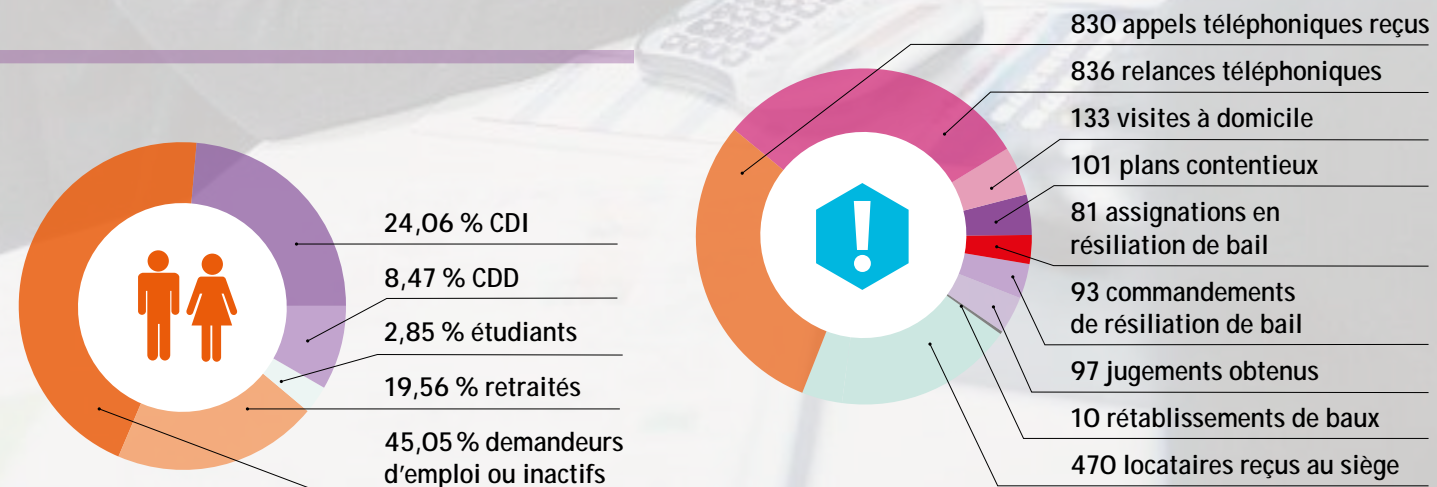 24,06 % CDI
8,47 % CDD
2,85 % étudiants
19,56 % retraités
45,05 % demandeurs
d'emploi ou inactifs
830 appels téléphoniques reçus
836 relances téléphoniques
133 visites à domicile
101 plans contentieux
81 assignations en
résiliation de bail
93 commandements
de résiliation de bail
97 jugements obtenus
10 rétablissements de baux
470 locataires reçus au siège